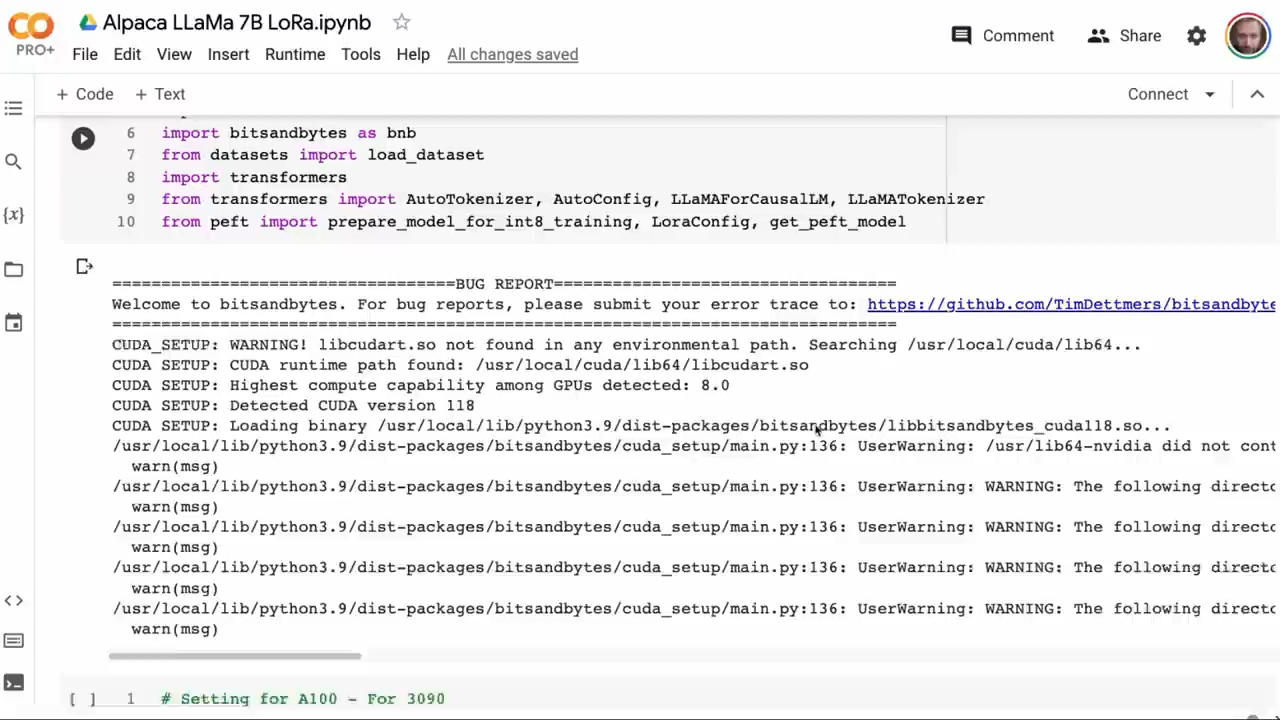 CO
PRO+
Alpaca LLaMa 7B LoRa.ipynb
File Edit View Insert Runtime Tools Help All changes saved
Comment Share
+ Code + Text
Connect
6 import bitsandbytes as bnb
7 from datasets import load_dataset
8 import transformers
9 from transformers import AutoTokenizer, AutoConfig, LLaMAForCausalLM, LLaMATokenizer
10 from peft import prepare_model_for_int8_training, LoraConfig, get_peft_model
===================================BUG REPORT===================================
Welcome to bitsandbytes. For bug reports, please submit your error trace to: https://github.com/TimDettmers/bitsandbyte
================================================================================
CUDA_SETUP: WARNING! libcudart.so not found in any environmental path. Searching /usr/local/cuda/lib64...
CUDA SETUP: CUDA runtime path found: /usr/local/cuda/lib64/libcudart.so
CUDA SETUP: Highest compute capability among GPUs detected: 8.0
CUDA SETUP: Detected CUDA version 118
CUDA SETUP: Loading binary /usr/local/lib/python3.9/dist-packages/bitsandbytes/libbitsandbytes_cuda118.so...
/usr/local/lib/python3.9/dist-packages/bitsandbytes/cuda_setup/main.py:136: UserWarning: /usr/lib64-nvidia did not cont
warn(msg)
/usr/local/lib/python3.9/dist-packages/bitsandbytes/cuda_setup/main.py:136: UserWarning: WARNING: The following directo
warn(msg)
/usr/local/lib/python3.9/dist-packages/bitsandbytes/cuda_setup/main.py:136: UserWarning: WARNING: The following directo
warn(msg)
/usr/local/lib/python3.9/dist-packages/bitsandbytes/cuda_setup/main.py:136: UserWarning: WARNING: The following directo
warn(msg)
/usr/local/lib/python3.9/dist-packages/bitsandbytes/cuda_setup/main.py:136: UserWarning: WARNING: The following directo
warn(msg)
[ ] 1 # Setting for A100 - For 3090